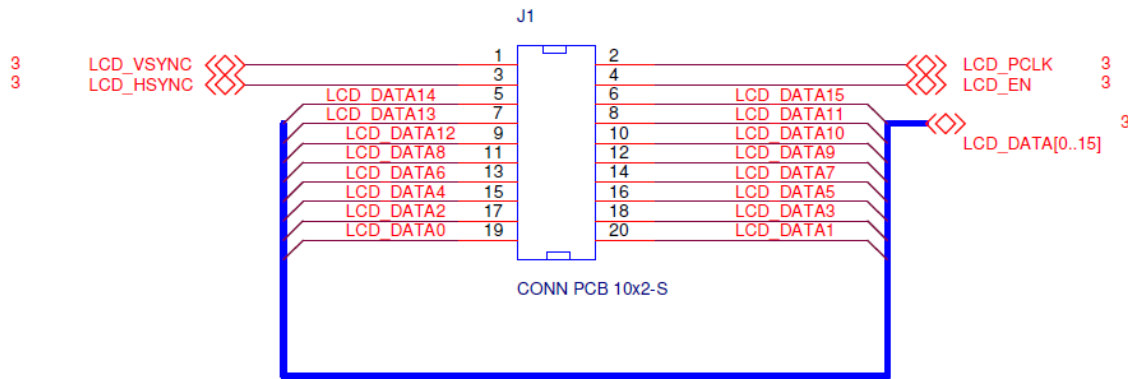 J1
3 LCD_VSYNC 1 2 LCD_PCLK 3
3 LCD_HSYNC 3 4 LCD_EN 3
LCD_DATA14 5 6 LCD_DATA15
LCD_DATA13 7 8 LCD_DATA11 3
LCD_DATA12 9 10 LCD_DATA10 LCD_DATA[0..15]
LCD_DATA8 11 12 LCD_DATA9
LCD_DATA6 13 14 LCD_DATA7
LCD_DATA4 15 16 LCD_DATA5
LCD_DATA2 17 18 LCD_DATA3
LCD_DATA0 19 20 LCD_DATA1
CONN PCB 10x2-S